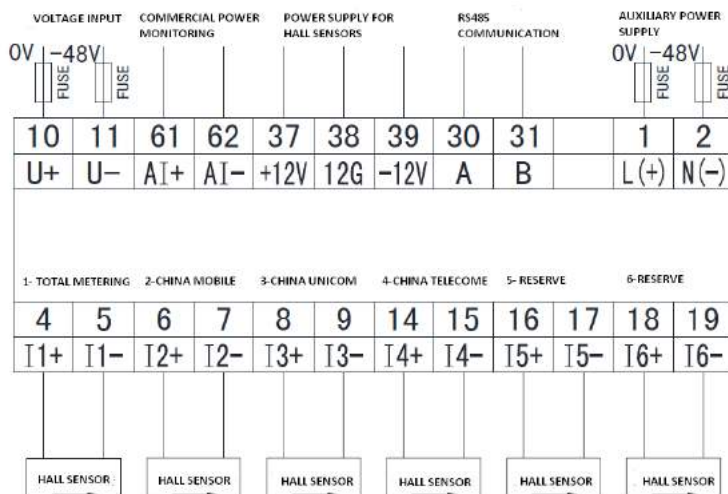 VOLTAGE INPUT COMMERCIAL POWER MONITORING POWER SUPPLY FOR HALL SENSORS RS485 COMMUNICATION AUXILIARY POWER SUPPLY
0V -48V 0V -48V
FUSE FUSE FUSE FUSE
10 11 61 62 37 38 39 30 31 1 2
U+ U- AI+ AI- +12V 12G -12V A B L(+) N(-)
1- TOTAL METERING 2-CHINA MOBILE 3-CHINA UNICOM 4-CHINA TELECOME 5- RESERVE 6-RESERVE
4 5 6 7 8 9 14 15 16 17 18 19
I1+ I1- I2+ I2- I3+ I3- I4+ I4- I5+ I5- I6+ I6-
HALL SENSOR HALL SENSOR HALL SENSOR HALL SENSOR HALL SENSOR HALL SENSOR